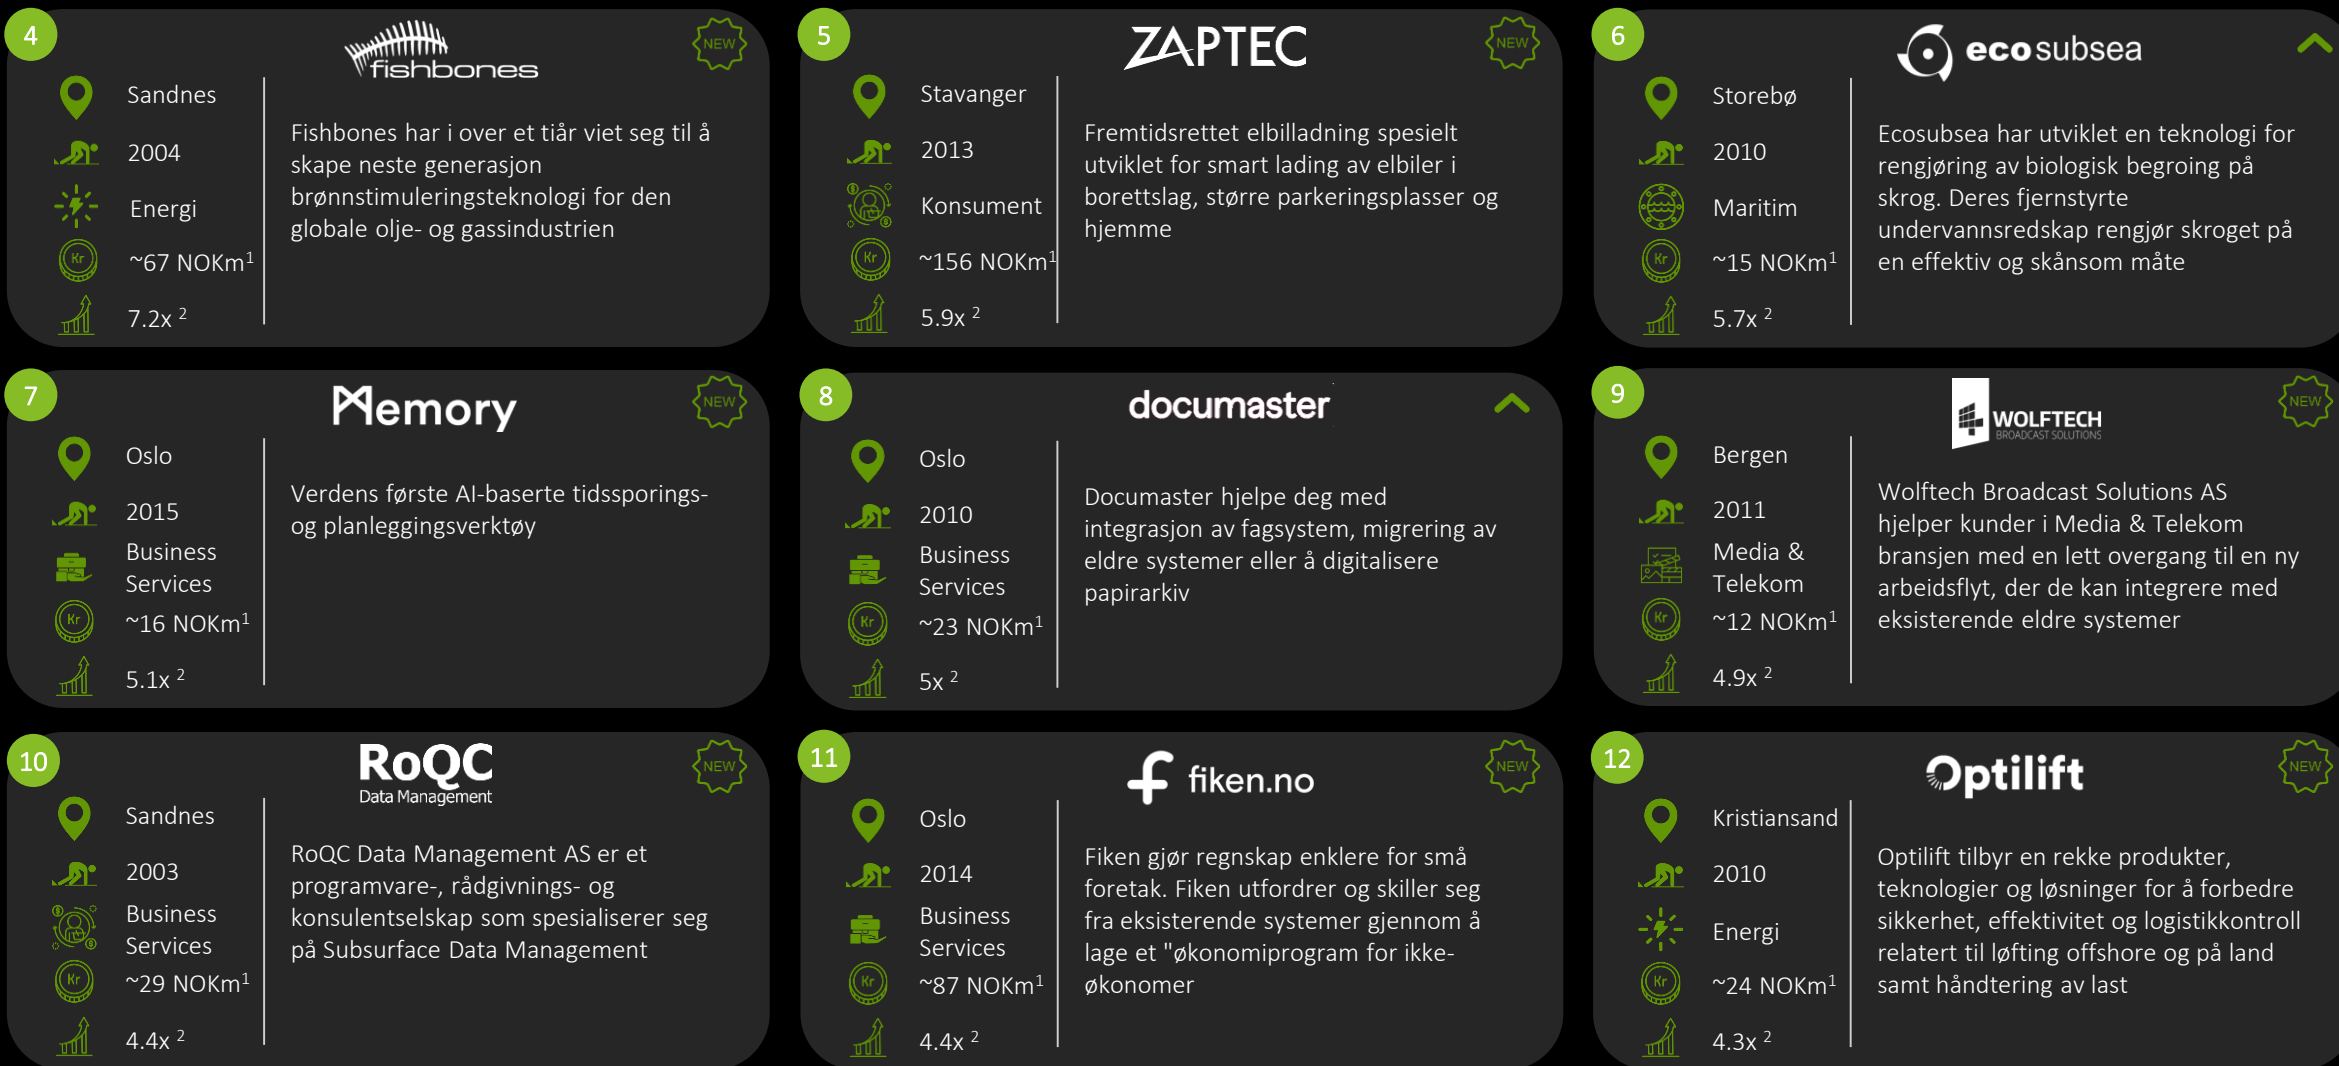 4
fishbones
NEW
Sandnes
2004
Energi
~67 NOKm1
7.2x 2
Fishbones har i over et tiår viet seg til å
skape neste generasjon
brønnstimuleringsteknologi for den
globale olje- og gassindustrien
5
ZAPTEC
NEW
Stavanger
2013
Konsument
~156 NOKm1
5.9x 2
Fremtidsrettet elbilladning spesielt
utviklet for smart lading av elbiler i
borettslag, større parkeringsplasser og
hjemme
6
ecosubsea
Storebø
2010
Maritim
~15 NOKm1
5.7x 2
Ecosubsea har utviklet en teknologi for
rengjøring av biologisk begroing på
skrog. Deres fjernstyrte
undervannsredskap rengjør skroget på
en effektiv og skånsom måte
7
Memory
NEW
Oslo
2015
Business
Services
~16 NOKm1
5.1x 2
Verdens første AI-baserte tidssporings-
og planleggingsverktøy
8
documaster
Oslo
2010
Business
Services
~23 NOKm1
5x 2
Documaster hjelpe deg med
integrasjon av fagsystem, migrering av
eldre systemer eller å digitalisere
papirarkiv
9
WOLFTECH
BROADCAST SOLUTIONS
NEW
Bergen
2011
Media &
Telekom
~12 NOKm1
4.9x 2
Wolftech Broadcast Solutions AS
hjelper kunder i Media & Telekom
bransjen med en lett overgang til en ny
arbeidsflyt, der de kan integrere med
eksisterende eldre systemer
10
RoQC
Data Management
NEW
Sandnes
2003
Business
Services
~29 NOKm1
4.4x 2
RoQC Data Management AS er et
programvare-, rådgivnings- og
konsulentselskap som spesialiserer seg
på Subsurface Data Management
11
fiken.no
NEW
Oslo
2014
Business
Services
~87 NOKm1
4.4x 2
Fiken gjør regnskap enklere for små
foretak. Fiken utfordrer og skiller seg
fra eksisterende systemer gjennom å
lage et "økonomiprogram for ikke-
økonomer
12
Optilift
NEW
Kristiansand
2010
Energi
~24 NOKm1
4.3x 2
Optilift tilbyr en rekke produkter,
teknologier og løsninger for å forbedre
sikkerhet, effektivitet og logistikkontroll
relatert til løfting offshore og på land
samt håndtering av last